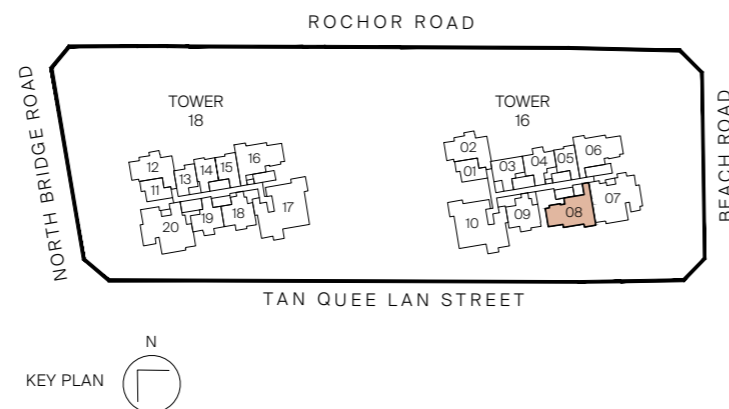 ROCHOR ROAD
NORTH BRIDGE ROAD
BEACH ROAD
TOWER
18
TOWER
16
12
11
13
14
15
16
17
18
19
20
02
01
03
04
05
06
07
08
09
10
TAN QUEE LAN STREET
N
KEY PLAN